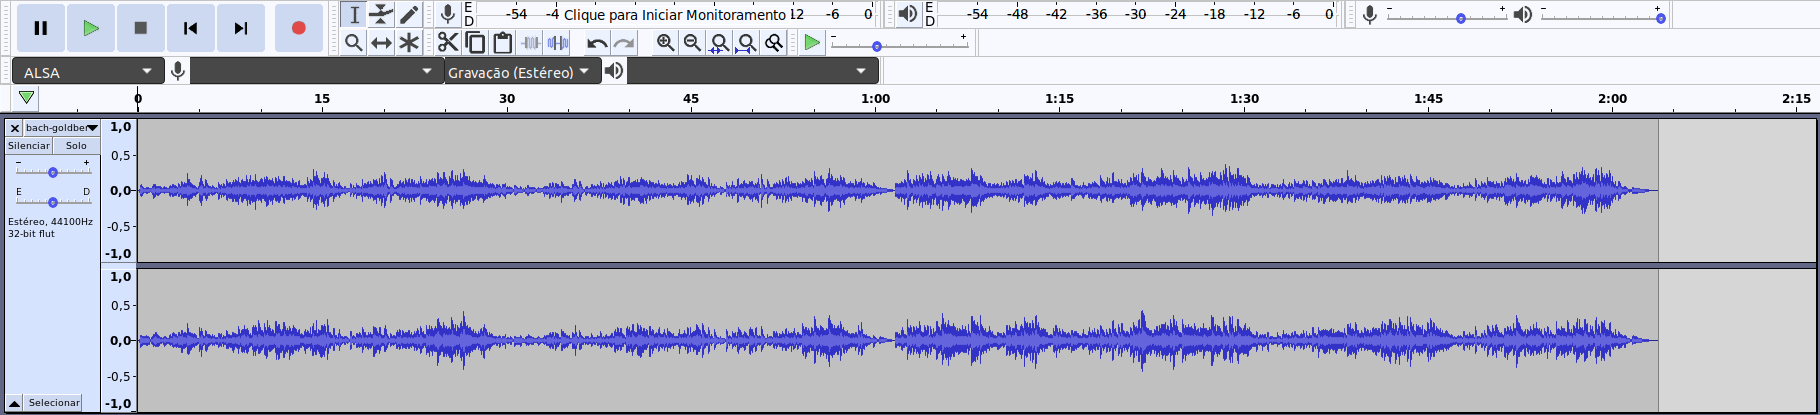 E D -54 -4 Clique para Iniciar Monitoramento 12 -6 0 E D -54 -48 -42 -36 -30 -24 -18 -12 -6 0 - + - +
- +
ALSA Gravação (Estéreo)
0 15 30 45 1:00 1:15 1:30 1:45 2:00 2:15
bach-goldber 1,0
Silenciar Solo 0,5
- +
E D 0,0
Estéreo, 44100Hz -0,5
32-bit flut
-1,0
1,0
0,5
0,0
-0,5
Selecionar -1,0